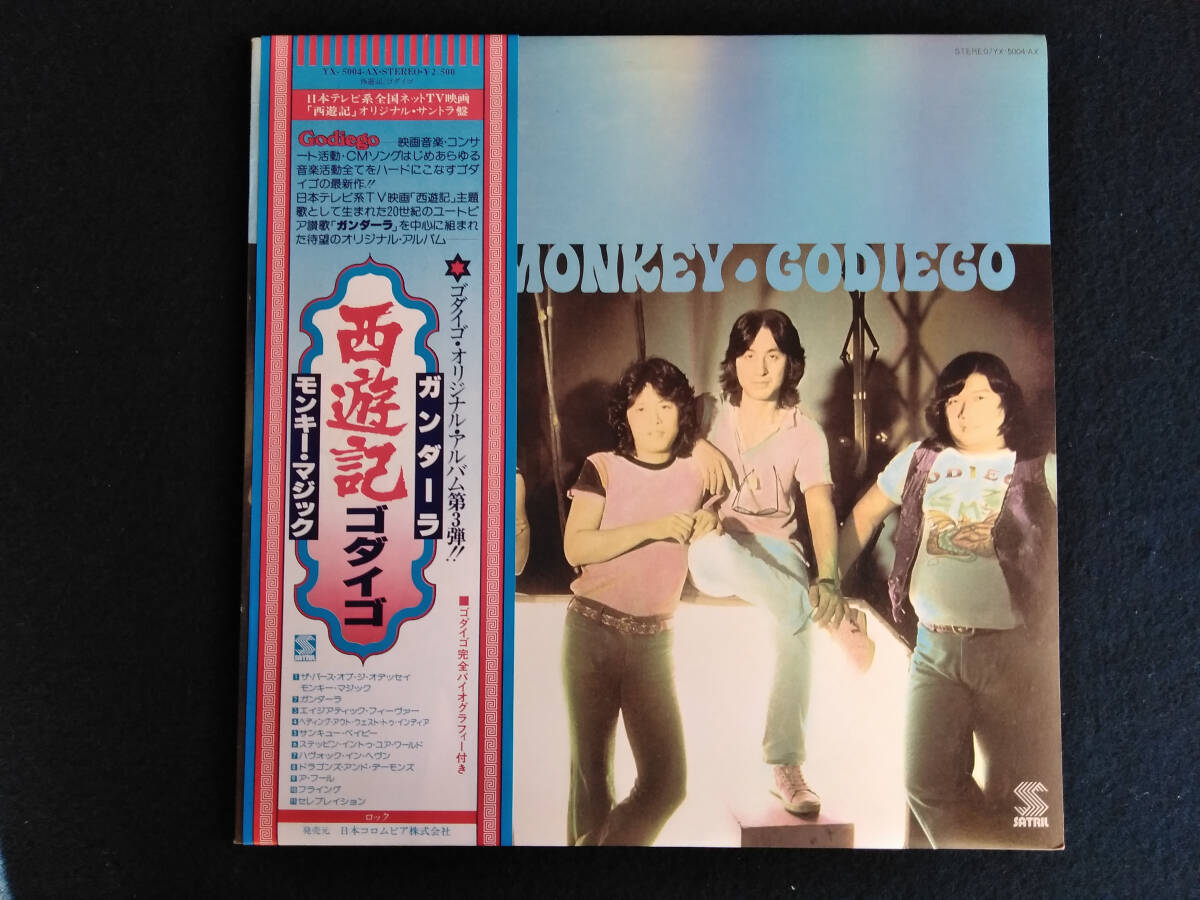 YX-5004-AX・STEREO・¥2,500
西遊記/ゴダイゴ
日本テレビ系全国ネットTV映画
「西遊記」オリジナル・サントラ盤
Godiego——映画音楽・コンサ
ート活動・CMソングはじめあらゆる
音楽活動全てをハードにこなすゴダ
イゴの最新作!!
日本テレビ系TV映画「西遊記」主題
歌として生まれた20世紀のユートピ
ア讃歌「ガンダーラ」を中心に組まれ
た待望のオリジナル・アルバム——
ゴダイゴ・オリジナル・アルバム第3弾!!
ガンダーラ
西遊記 ゴダイゴ
モンキー・マジック
■ゴダイゴ完全バイオグラフィー付き
SATRIL
1 ザ・バース・オブ・ジ・オデッセイ
モンキー・マジック
2 ガンダーラ
3 エイジアティック・フィーヴァー
4 ヘディング・アウト・ウェスト・トゥ・インディア
5 サンキュー・ベイビー
6 ステッピン・イントゥ・ユア・ワールド
7 ハヴォック・イン・ヘヴン
8 ドラゴンズ・アンド・デーモンズ
9 ア・フール
10 フライング
11 セレブレイション
ロック
発売元 日本コロムビア株式会社
STEREO/YX-5004-AX
MONKEY・GODIEGO
GODIEGO
SATRIL